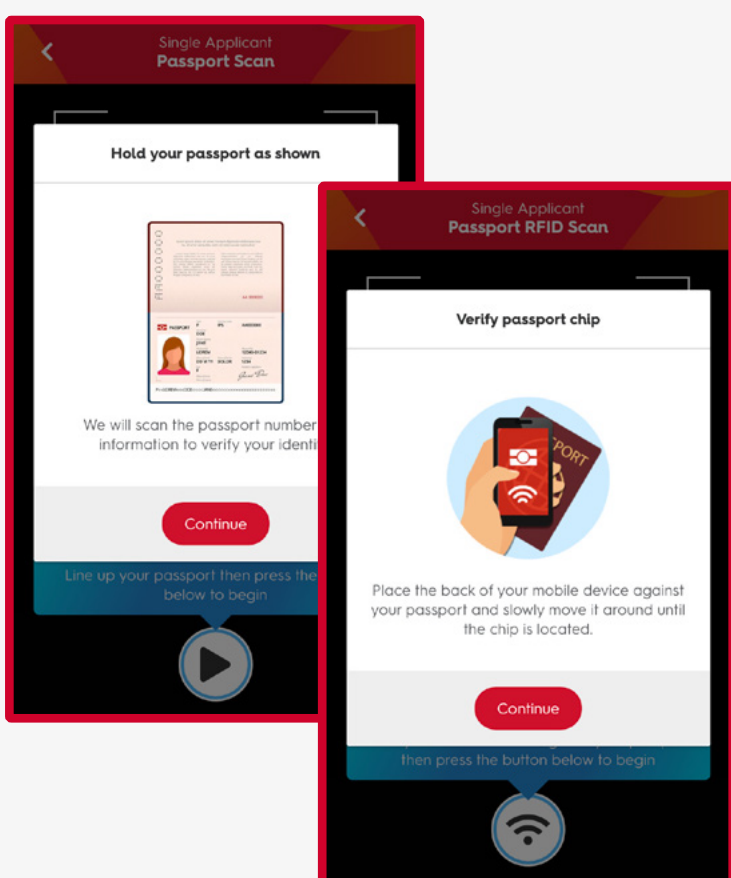 Single Applicant
Passport Scan
Hold your passport as shown
PASSPORT
We will scan the passport number
information to verify your identi
Continue
Line up your passport then press the
below to begin
Single Applicant
Passport RFID Scan
Verify passport chip
PORT
Place the back of your mobile device against
your passport and slowly move it around until
the chip is located.
Continue
then press the button below to begin